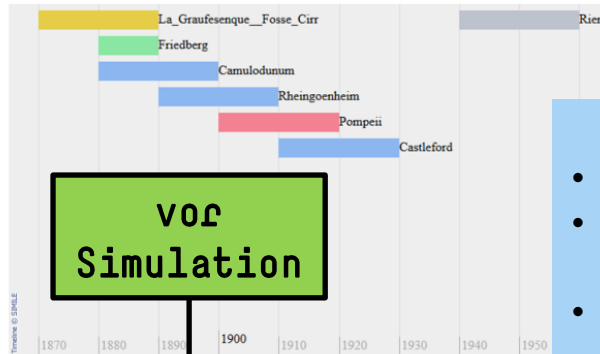 La_Graufesenque__Fosse_Cirr
Rier
Friedberg
Camulodunum
Rheingoenheim
Pompeii
Castleford
vor
Simulation
Timeline © SIMILE
1870 1880 1890 1900 1910 1920 1930 1940 1950